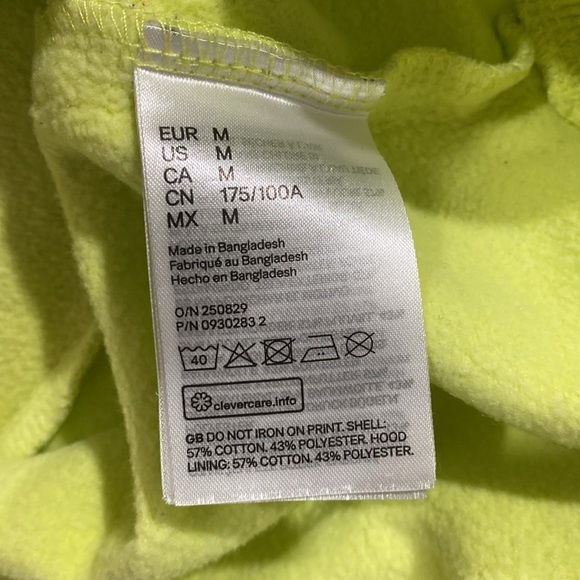 EUR M
US M
CA M
CN 175/100A
MX M
Made in Bangladesh
Fabriqué au Bangladesh
Hecho en Bangladesh
O/N 250829
P/N 0930283 2
40
clevercare.info
GB DO NOT IRON ON PRINT. SHELL:
57% COTTON. 43% POLYESTER. HOOD
LINING: 57% COTTON. 43% POLYESTER.